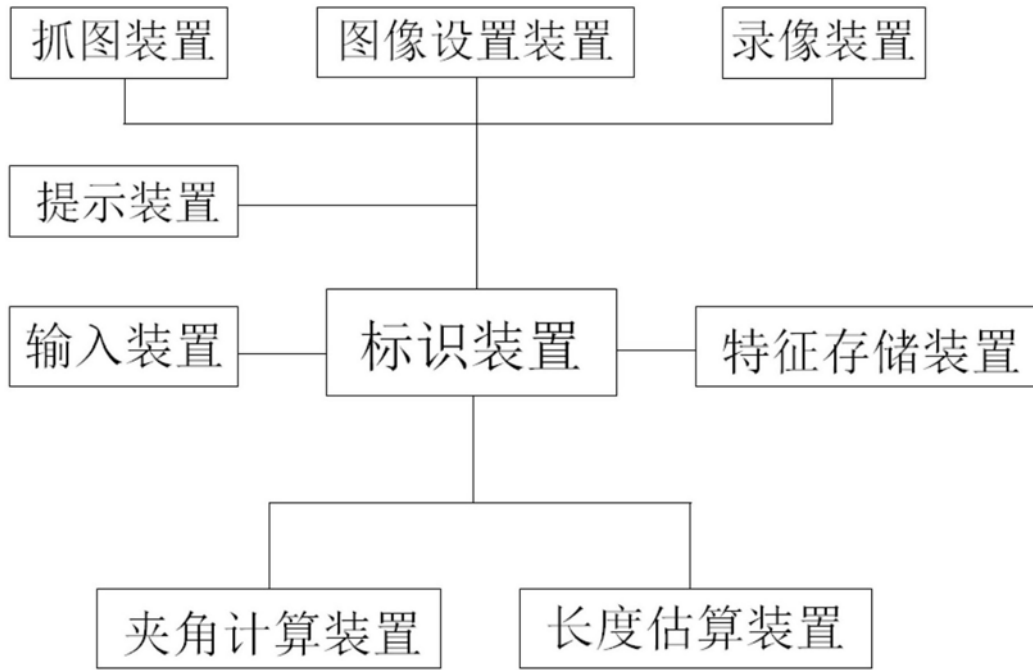 抓图装置
图像设置装置
录像装置
提示装置
输入装置
标识装置
特征存储装置
夹角计算装置
长度估算装置